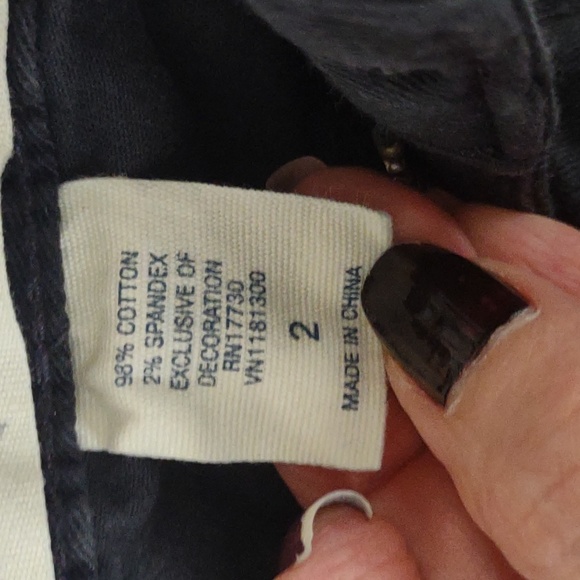 98% COTTON
2% SPANDEX
EXCLUSIVE OF
DECORATION
RN17730
VN1181300
2
MADE IN CHINA